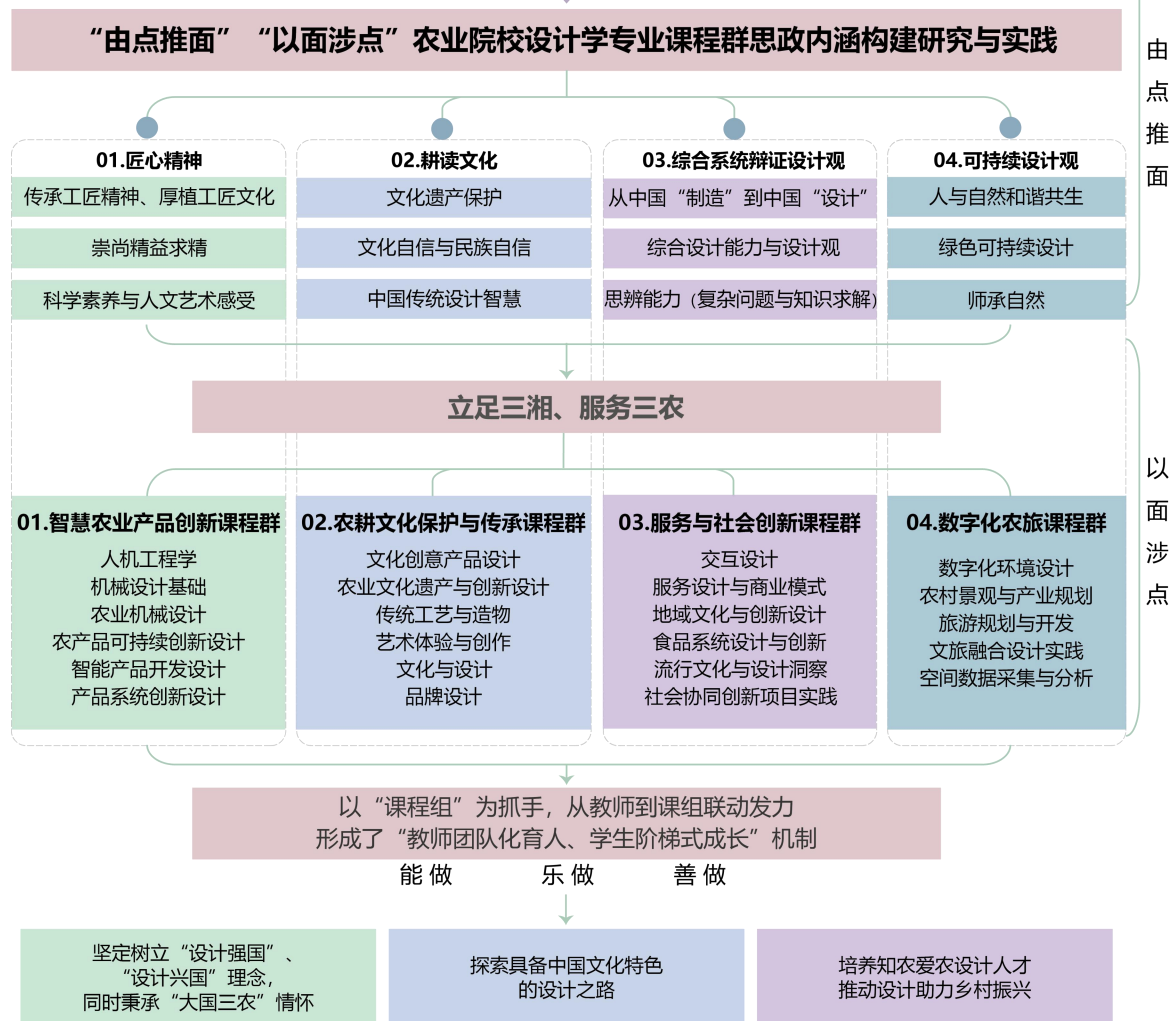 “由点推面”“以面涉点”农业院校设计学专业课程群思政内涵构建研究与实践
由点推面
01.匠心精神
传承工匠精神、厚植工匠文化
崇尚精益求精
科学素养与人文艺术感受
02.耕读文化
文化遗产保护
文化自信与民族自信
中国传统设计智慧
03.综合系统辩证设计观
从中国“制造”到中国“设计”
综合设计能力与设计观
思辨能力（复杂问题与知识求解）
04.可持续设计观
人与自然和谐共生
绿色可持续设计
师承自然
立足三湘、服务三农
以面涉点
01.智慧农业产品创新课程群
人机工程学
机械设计基础
农业机械设计
农产品可持续创新设计
智能产品开发设计
产品系统创新设计
02.农耕文化保护与传承课程群
文化创意产品设计
农业文化遗产与创新设计
传统工艺与造物
艺术体验与创作
文化与设计
品牌设计
03.服务与社会创新课程群
交互设计
服务设计与商业模式
地域文化与创新设计
食品系统设计与创新
流行文化与设计洞察
社会协同创新项目实践
04.数字化农旅课程群
数字化环境设计
农村景观与产业规划
旅游规划与开发
文旅融合设计实践
空间数据采集与分析
以“课程组”为抓手，从教师到课组联动发力
形成了“教师团队化育人、学生阶梯式成长”机制
能做 乐做 善做
坚定树立“设计强国”、
“设计兴国”理念，
同时秉承“大国三农”情怀
探索具备中国文化特色
的设计之路
培养知农爱农设计人才
推动设计助力乡村振兴